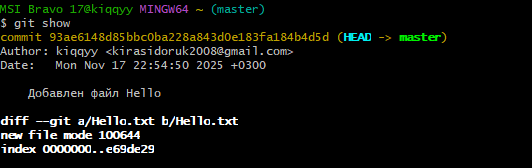 MSI Bravo 17@kiqqyy MINGW64 ~ (master)
$ git show
commit 93ae6148d85bbc0ba228a843d0e183fa184b4d5d (HEAD -> master)
Author: kiqqyy <kirasidoruk2008@gmail.com>
Date:   Mon Nov 17 22:54:50 2025 +0300
    Добавлен файл Hello
diff --git a/Hello.txt b/Hello.txt
new file mode 100644
index 0000000..e69de29